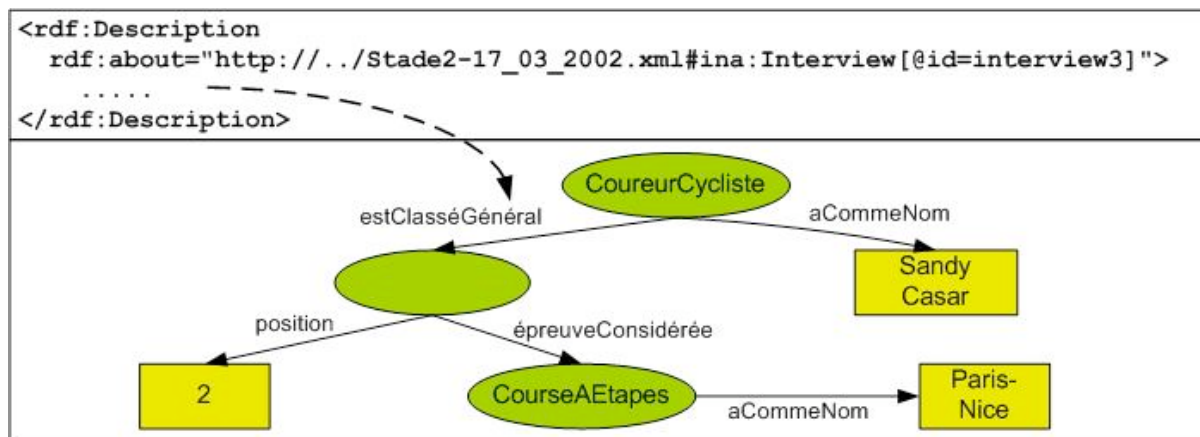 <rdf:Description
rdf:about="http://../Stade2-17_03_2002.xml#ina:Interview[@id=interview3]">
.....
</rdf:Description>
CoureurCycliste
estClasséGénéral
aCommeNom
Sandy
Casar
position
épreuveConsidérée
2
CourseAEtapes
aCommeNom
Paris-
Nice